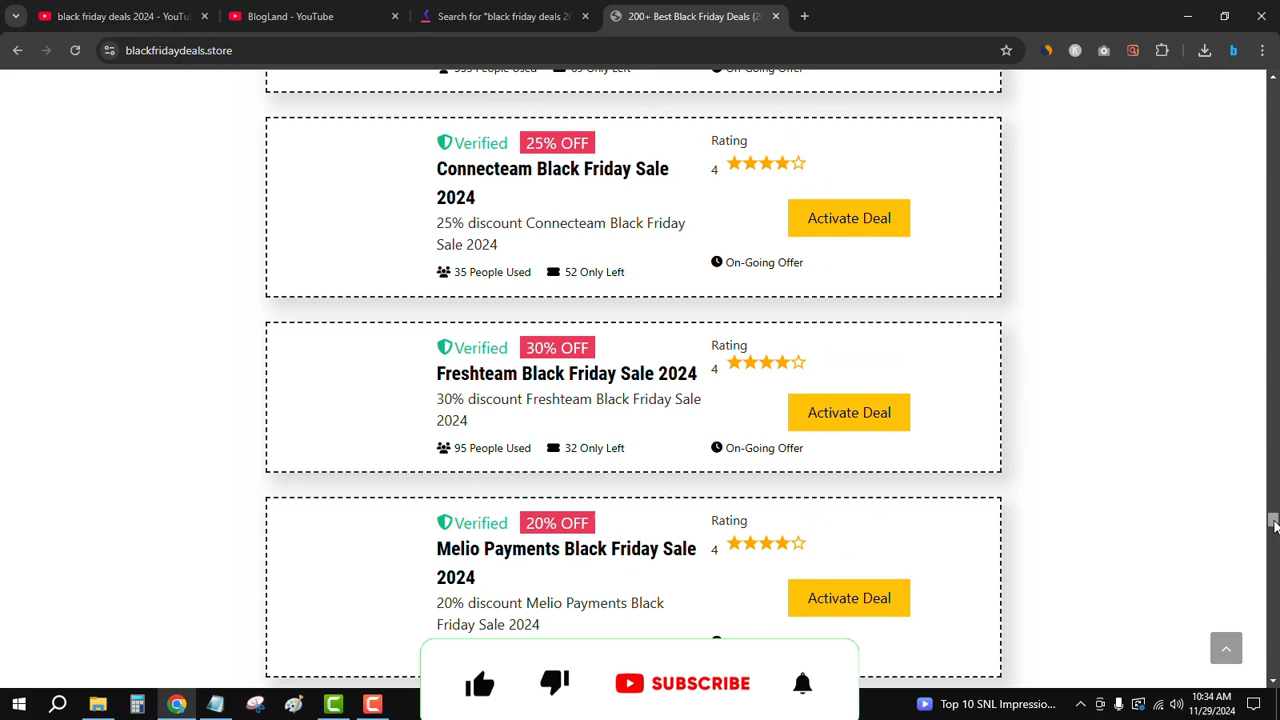 black friday deals 2024 - YouTu
BlogLand - YouTube
Search for "black friday deals 2
200+ Best Black Friday Deals (2
blackfridaydeals.store
Only Left
On-Going Offer
Verified 25% OFF
Rating
4
Connecteam Black Friday Sale
2024
25% discount Connecteam Black Friday
Sale 2024
Activate Deal
35 People Used 52 Only Left
On-Going Offer
Verified 30% OFF
Rating
4
Freshteam Black Friday Sale 2024
30% discount Freshteam Black Friday Sale
2024
Activate Deal
95 People Used 32 Only Left
On-Going Offer
Verified 20% OFF
Rating
4
Melio Payments Black Friday Sale
2024
20% discount Melio Payments Black
Friday Sale 2024
Activate Deal
SUBSCRIBE
Top 10 SNL Impressio...
10:34 AM
11/29/2024